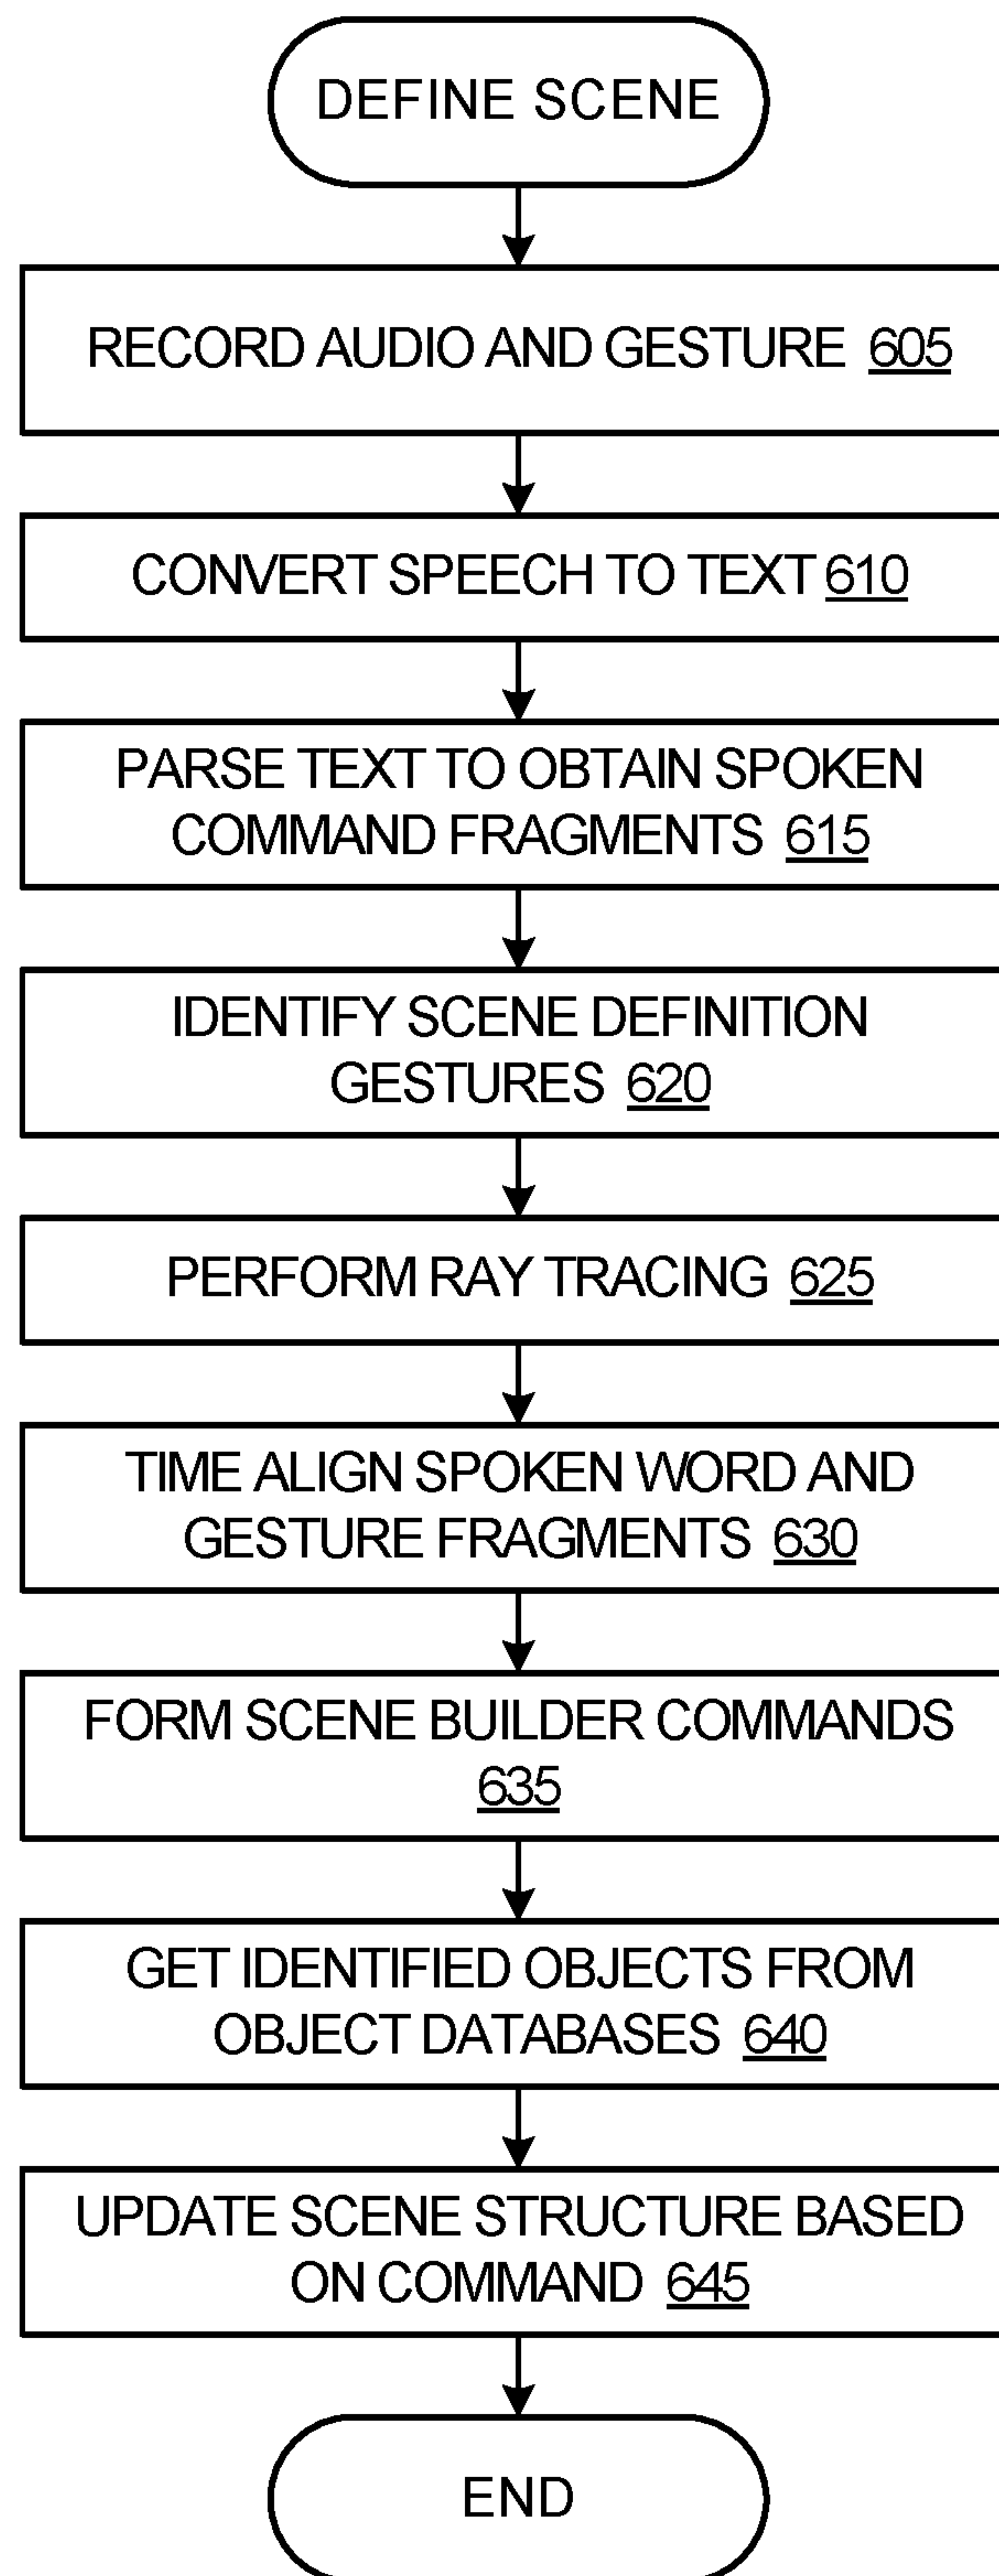 DEFINE SCENE
RECORD AUDIO AND GESTURE 605
CONVERT SPEECH TO TEXT 610
PARSE TEXT TO OBTAIN SPOKEN
COMMAND FRAGMENTS 615
IDENTIFY SCENE DEFINITION
GESTURES 620
PERFORM RAY TRACING 625
TIME ALIGN SPOKEN WORD AND
GESTURE FRAGMENTS 630
FORM SCENE BUILDER COMMANDS
635
GET IDENTIFIED OBJECTS FROM
OBJECT DATABASES 640
UPDATE SCENE STRUCTURE BASED
ON COMMAND 645
END